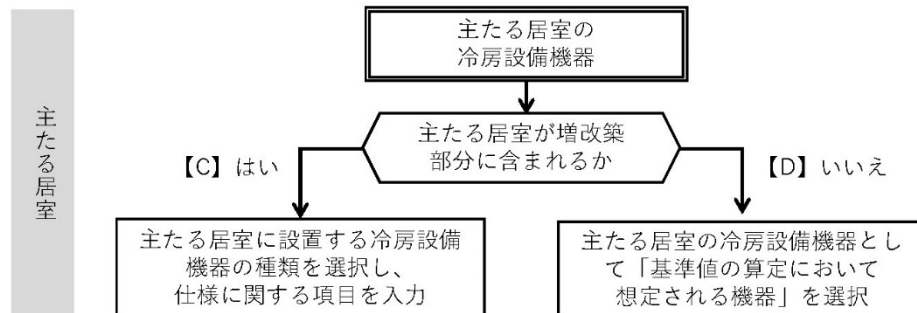 主たる居室
主たる居室の
冷房設備機器
主たる居室が増改築
部分に含まれるか
【C】はい
【D】いいえ
主たる居室に設置する冷房設備
機器の種類を選択し、
仕様に関する項目を入力
主たる居室の冷房設備機器とし
て「基準値の算定において
想定される機器」を選択